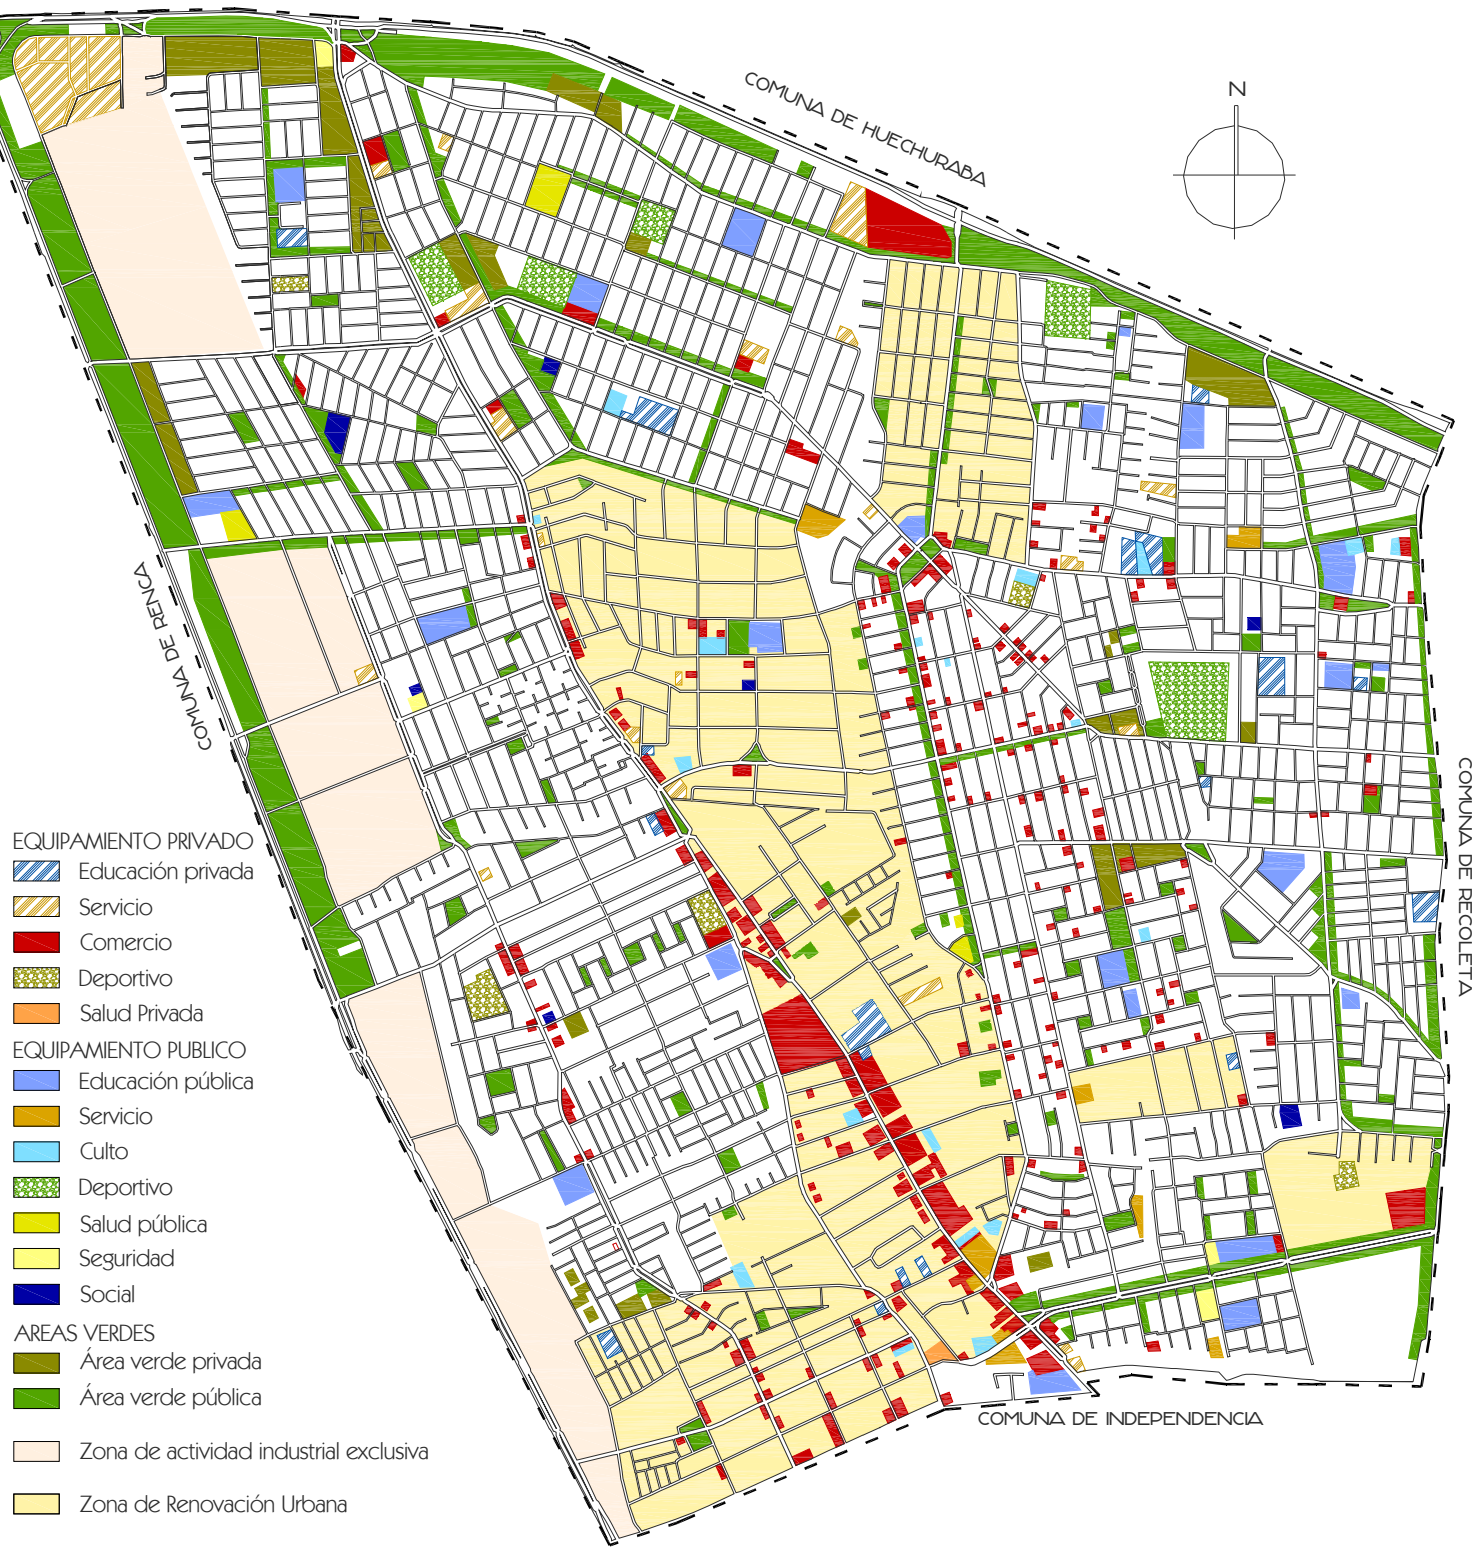 N
COMUNA DE HUECHURABA
COMUNA DE RENCA
COMUNA DE RECOLETA
COMUNA DE INDEPENDENCIA
EQUIPAMIENTO PRIVADO
Educación privada
Servicio
Comercio
Deportivo
Salud Privada
EQUIPAMIENTO PUBLICO
Educación pública
Servicio
Culto
Deportivo
Salud pública
Seguridad
Social
AREAS VERDES
Área verde privada
Área verde pública
Zona de actividad industrial exclusiva
Zona de Renovación Urbana